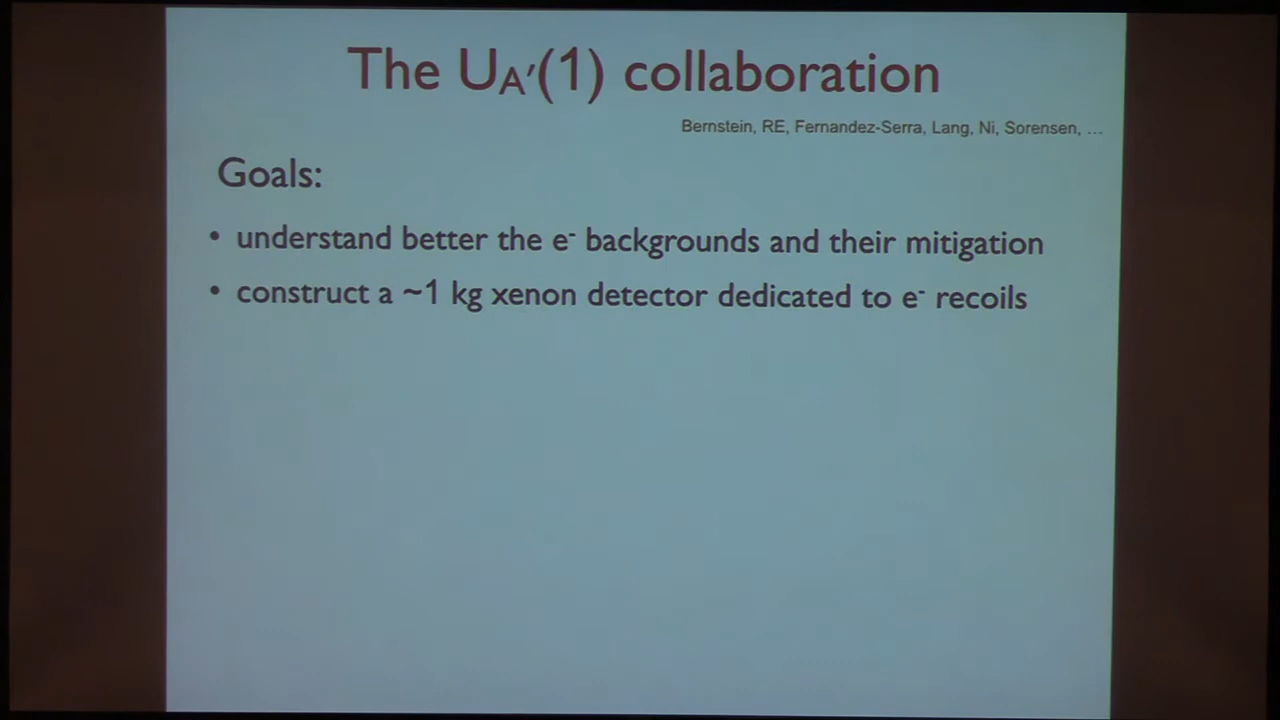 The U_A′(1) collaboration
Bernstein, RE, Fernandez-Serra, Lang, Ni, Sorensen, ...
Goals:
• understand better the e⁻ backgrounds and their mitigation
• construct a ~1 kg xenon detector dedicated to e⁻ recoils